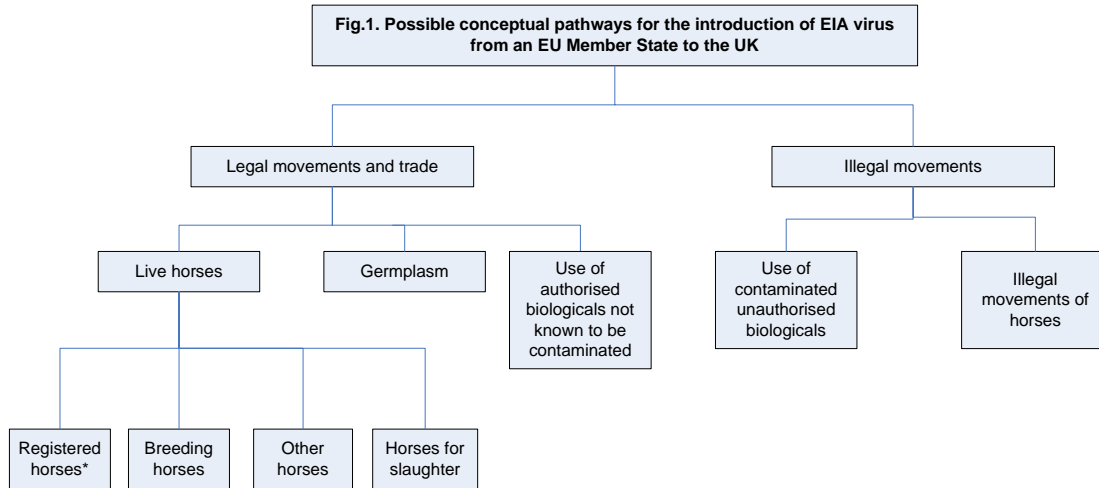 Fig.1. Possible conceptual pathways for the introduction of EIA virus
from an EU Member State to the UK
Legal movements and trade
Illegal movements
Live horses
Germplasm
Use of
authorised
biologicals not
known to be
contaminated
Use of
contaminated
unauthorised
biologicals
Illegal
movements of
horses
Registered
horses*
Breeding
horses
Other
horses
Horses for
slaughter